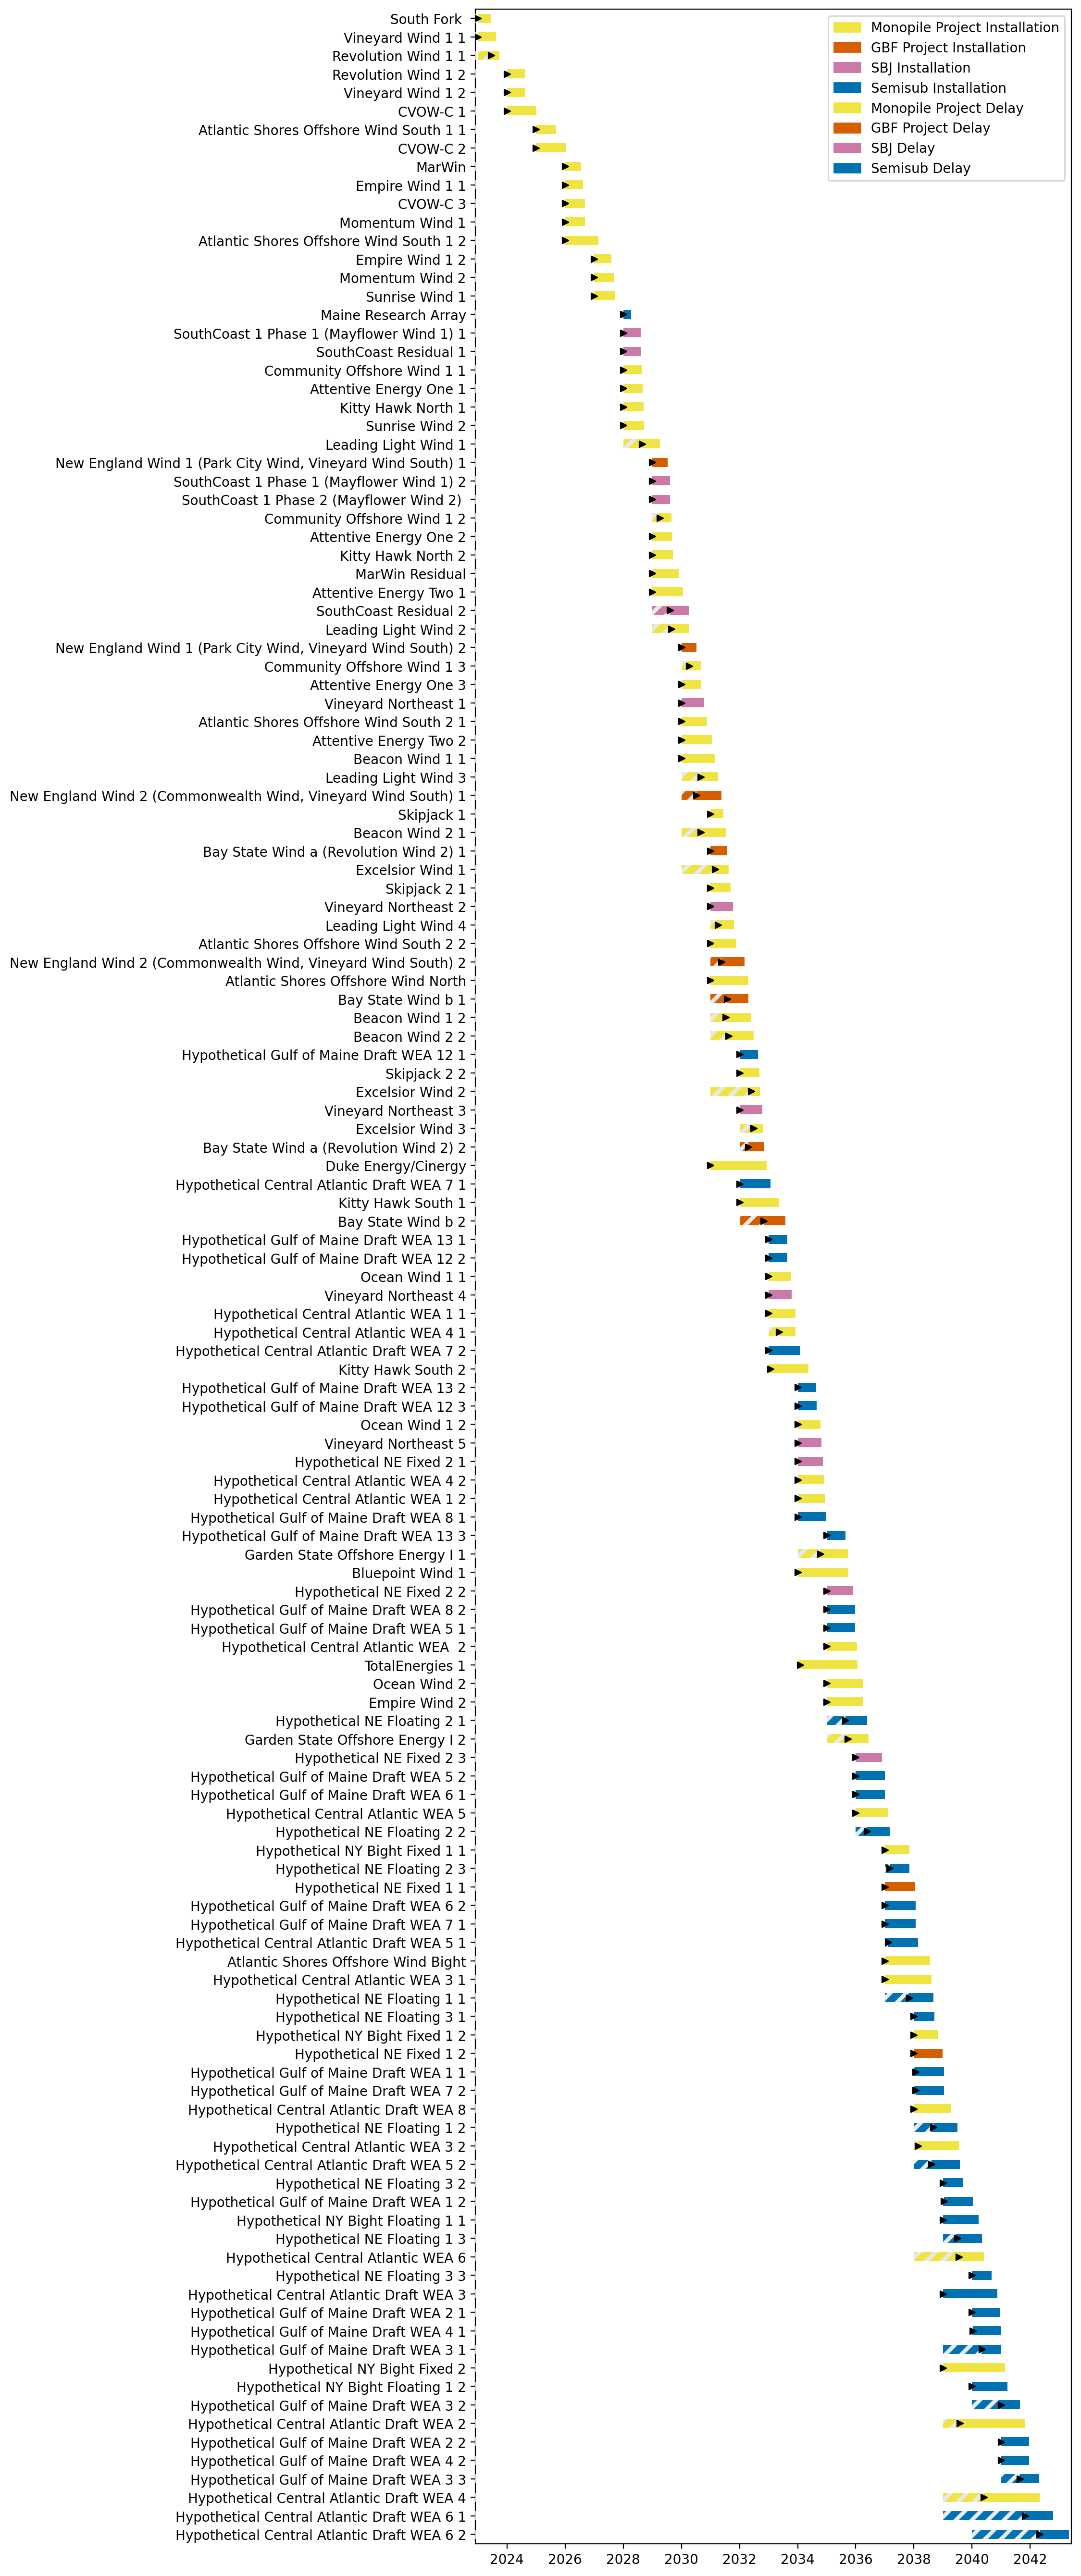 Monopile Project Installation
GBF Project Installation
SBJ Installation
Semisub Installation
Monopile Project Delay
GBF Project Delay
SBJ Delay
Semisub Delay
South Fork
Vineyard Wind 1 1
Revolution Wind 1 1
Revolution Wind 1 2
Vineyard Wind 1 2
CVOW-C 1
Atlantic Shores Offshore Wind South 1 1
CVOW-C 2
MarWin
Empire Wind 1 1
CVOW-C 3
Momentum Wind 1
Atlantic Shores Offshore Wind South 1 2
Empire Wind 1 2
Momentum Wind 2
Sunrise Wind 1
Maine Research Array
SouthCoast 1 Phase 1 (Mayflower Wind 1) 1
SouthCoast Residual 1
Community Offshore Wind 1 1
Attentive Energy One 1
Kitty Hawk North 1
Sunrise Wind 2
Leading Light Wind 1
New England Wind 1 (Park City Wind, Vineyard Wind South) 1
SouthCoast 1 Phase 1 (Mayflower Wind 1) 2
SouthCoast 1 Phase 2 (Mayflower Wind 2)
Community Offshore Wind 1 2
Attentive Energy One 2
Kitty Hawk North 2
MarWin Residual
Attentive Energy Two 1
SouthCoast Residual 2
Leading Light Wind 2
New England Wind 1 (Park City Wind, Vineyard Wind South) 2
Community Offshore Wind 1 3
Attentive Energy One 3
Vineyard Northeast 1
Atlantic Shores Offshore Wind South 2 1
Attentive Energy Two 2
Beacon Wind 1 1
Leading Light Wind 3
New England Wind 2 (Commonwealth Wind, Vineyard Wind South) 1
Skipjack 1
Beacon Wind 2 1
Bay State Wind a (Revolution Wind 2) 1
Excelsior Wind 1
Skipjack 2 1
Vineyard Northeast 2
Leading Light Wind 4
Atlantic Shores Offshore Wind South 2 2
New England Wind 2 (Commonwealth Wind, Vineyard Wind South) 2
Atlantic Shores Offshore Wind North
Bay State Wind b 1
Beacon Wind 1 2
Beacon Wind 2 2
Hypothetical Gulf of Maine Draft WEA 12 1
Skipjack 2 2
Excelsior Wind 2
Vineyard Northeast 3
Excelsior Wind 3
Bay State Wind a (Revolution Wind 2) 2
Duke Energy/Cinergy
Hypothetical Central Atlantic Draft WEA 7 1
Kitty Hawk South 1
Bay State Wind b 2
Hypothetical Gulf of Maine Draft WEA 13 1
Hypothetical Gulf of Maine Draft WEA 12 2
Ocean Wind 1 1
Vineyard Northeast 4
Hypothetical Central Atlantic WEA 1 1
Hypothetical Central Atlantic WEA 4 1
Hypothetical Central Atlantic Draft WEA 7 2
Kitty Hawk South 2
Hypothetical Gulf of Maine Draft WEA 13 2
Hypothetical Gulf of Maine Draft WEA 12 3
Ocean Wind 1 2
Vineyard Northeast 5
Hypothetical NE Fixed 2 1
Hypothetical Central Atlantic WEA 4 2
Hypothetical Central Atlantic WEA 1 2
Hypothetical Gulf of Maine Draft WEA 8 1
Hypothetical Gulf of Maine Draft WEA 13 3
Garden State Offshore Energy I 1
Bluepoint Wind 1
Hypothetical NE Fixed 2 2
Hypothetical Gulf of Maine Draft WEA 8 2
Hypothetical Gulf of Maine Draft WEA 5 1
Hypothetical Central Atlantic WEA  2
TotalEnergies 1
Ocean Wind 2
Empire Wind 2
Hypothetical NE Floating 2 1
Garden State Offshore Energy I 2
Hypothetical NE Fixed 2 3
Hypothetical Gulf of Maine Draft WEA 5 2
Hypothetical Gulf of Maine Draft WEA 6 1
Hypothetical Central Atlantic WEA 5
Hypothetical NE Floating 2 2
Hypothetical NY Bight Fixed 1 1
Hypothetical NE Floating 2 3
Hypothetical NE Fixed 1 1
Hypothetical Gulf of Maine Draft WEA 6 2
Hypothetical Gulf of Maine Draft WEA 7 1
Hypothetical Central Atlantic Draft WEA 5 1
Atlantic Shores Offshore Wind Bight
Hypothetical Central Atlantic WEA 3 1
Hypothetical NE Floating 1 1
Hypothetical NE Floating 3 1
Hypothetical NY Bight Fixed 1 2
Hypothetical NE Fixed 1 2
Hypothetical Gulf of Maine Draft WEA 1 1
Hypothetical Gulf of Maine Draft WEA 7 2
Hypothetical Central Atlantic Draft WEA 8
Hypothetical NE Floating 1 2
Hypothetical Central Atlantic WEA 3 2
Hypothetical Central Atlantic Draft WEA 5 2
Hypothetical NE Floating 3 2
Hypothetical Gulf of Maine Draft WEA 1 2
Hypothetical NY Bight Floating 1 1
Hypothetical NE Floating 1 3
Hypothetical Central Atlantic WEA 6
Hypothetical NE Floating 3 3
Hypothetical Central Atlantic Draft WEA 3
Hypothetical Gulf of Maine Draft WEA 2 1
Hypothetical Gulf of Maine Draft WEA 4 1
Hypothetical Gulf of Maine Draft WEA 3 1
Hypothetical NY Bight Fixed 2
Hypothetical NY Bight Floating 1 2
Hypothetical Gulf of Maine Draft WEA 3 2
Hypothetical Central Atlantic Draft WEA 2
Hypothetical Gulf of Maine Draft WEA 2 2
Hypothetical Gulf of Maine Draft WEA 4 2
Hypothetical Gulf of Maine Draft WEA 3 3
Hypothetical Central Atlantic Draft WEA 4
Hypothetical Central Atlantic Draft WEA 6 1
Hypothetical Central Atlantic Draft WEA 6 2
2024 2026 2028 2030 2032 2034 2036 2038 2040 2042